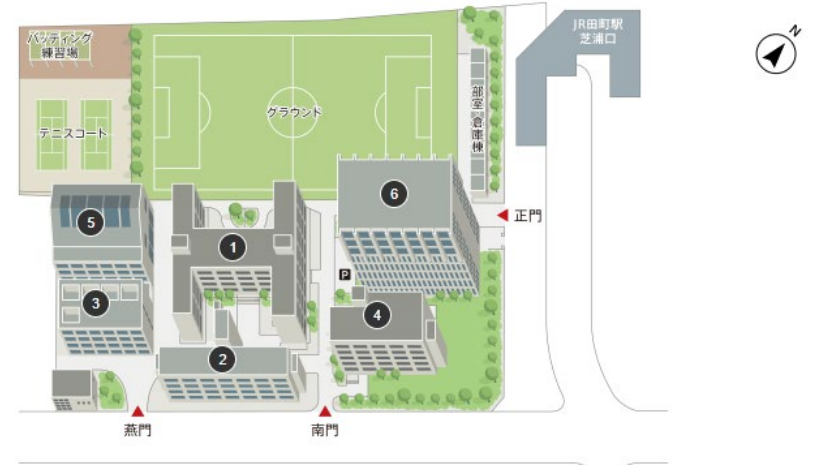 バッティング
練習場
テニスコート
グラウンド
部室・倉庫棟
JR田町駅
芝浦口
N
正門
6
5
1
P
3
4
2
燕門
南門